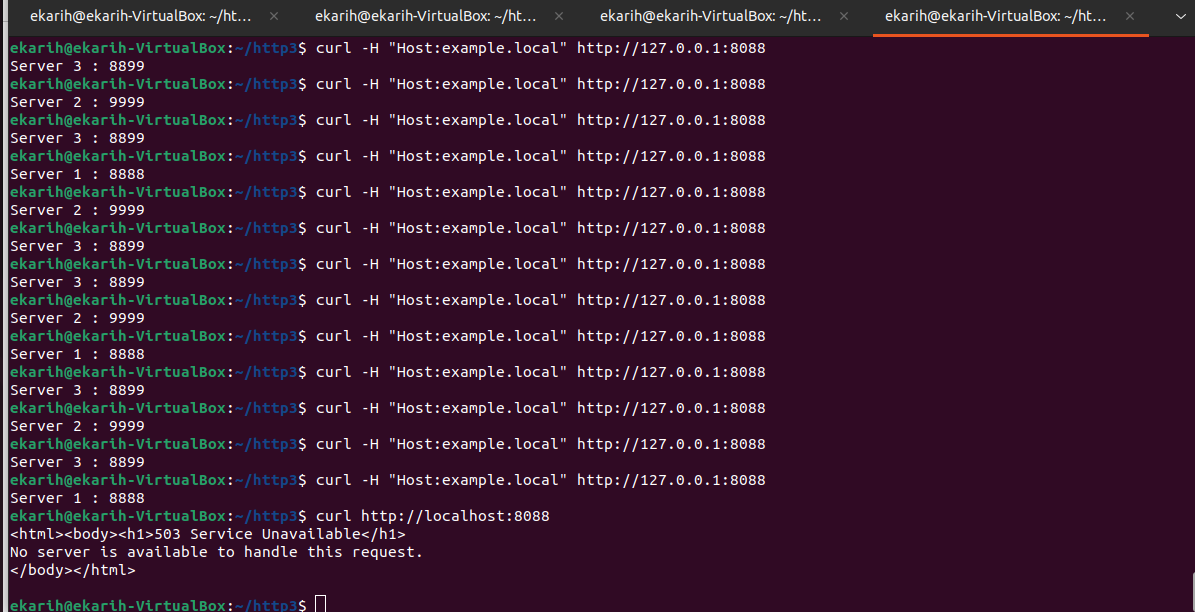 ekarih@ekarih-VirtualBox: ~/ht...
ekarih@ekarih-VirtualBox: ~/ht...
ekarih@ekarih-VirtualBox: ~/ht...
ekarih@ekarih-VirtualBox: ~/ht...
ekarih@ekarih-VirtualBox:~/http3$ curl -H "Host:example.local" http://127.0.0.1:8088
Server 3 : 8899
ekarih@ekarih-VirtualBox:~/http3$ curl -H "Host:example.local" http://127.0.0.1:8088
Server 2 : 9999
ekarih@ekarih-VirtualBox:~/http3$ curl -H "Host:example.local" http://127.0.0.1:8088
Server 3 : 8899
ekarih@ekarih-VirtualBox:~/http3$ curl -H "Host:example.local" http://127.0.0.1:8088
Server 1 : 8888
ekarih@ekarih-VirtualBox:~/http3$ curl -H "Host:example.local" http://127.0.0.1:8088
Server 2 : 9999
ekarih@ekarih-VirtualBox:~/http3$ curl -H "Host:example.local" http://127.0.0.1:8088
Server 3 : 8899
ekarih@ekarih-VirtualBox:~/http3$ curl -H "Host:example.local" http://127.0.0.1:8088
Server 3 : 8899
ekarih@ekarih-VirtualBox:~/http3$ curl -H "Host:example.local" http://127.0.0.1:8088
Server 2 : 9999
ekarih@ekarih-VirtualBox:~/http3$ curl -H "Host:example.local" http://127.0.0.1:8088
Server 1 : 8888
ekarih@ekarih-VirtualBox:~/http3$ curl -H "Host:example.local" http://127.0.0.1:8088
Server 3 : 8899
ekarih@ekarih-VirtualBox:~/http3$ curl -H "Host:example.local" http://127.0.0.1:8088
Server 2 : 9999
ekarih@ekarih-VirtualBox:~/http3$ curl -H "Host:example.local" http://127.0.0.1:8088
Server 3 : 8899
ekarih@ekarih-VirtualBox:~/http3$ curl -H "Host:example.local" http://127.0.0.1:8088
Server 1 : 8888
ekarih@ekarih-VirtualBox:~/http3$ curl http://localhost:8088
<html><body><h1>503 Service Unavailable</h1>
No server is available to handle this request.
</body></html>
ekarih@ekarih-VirtualBox:~/http3$